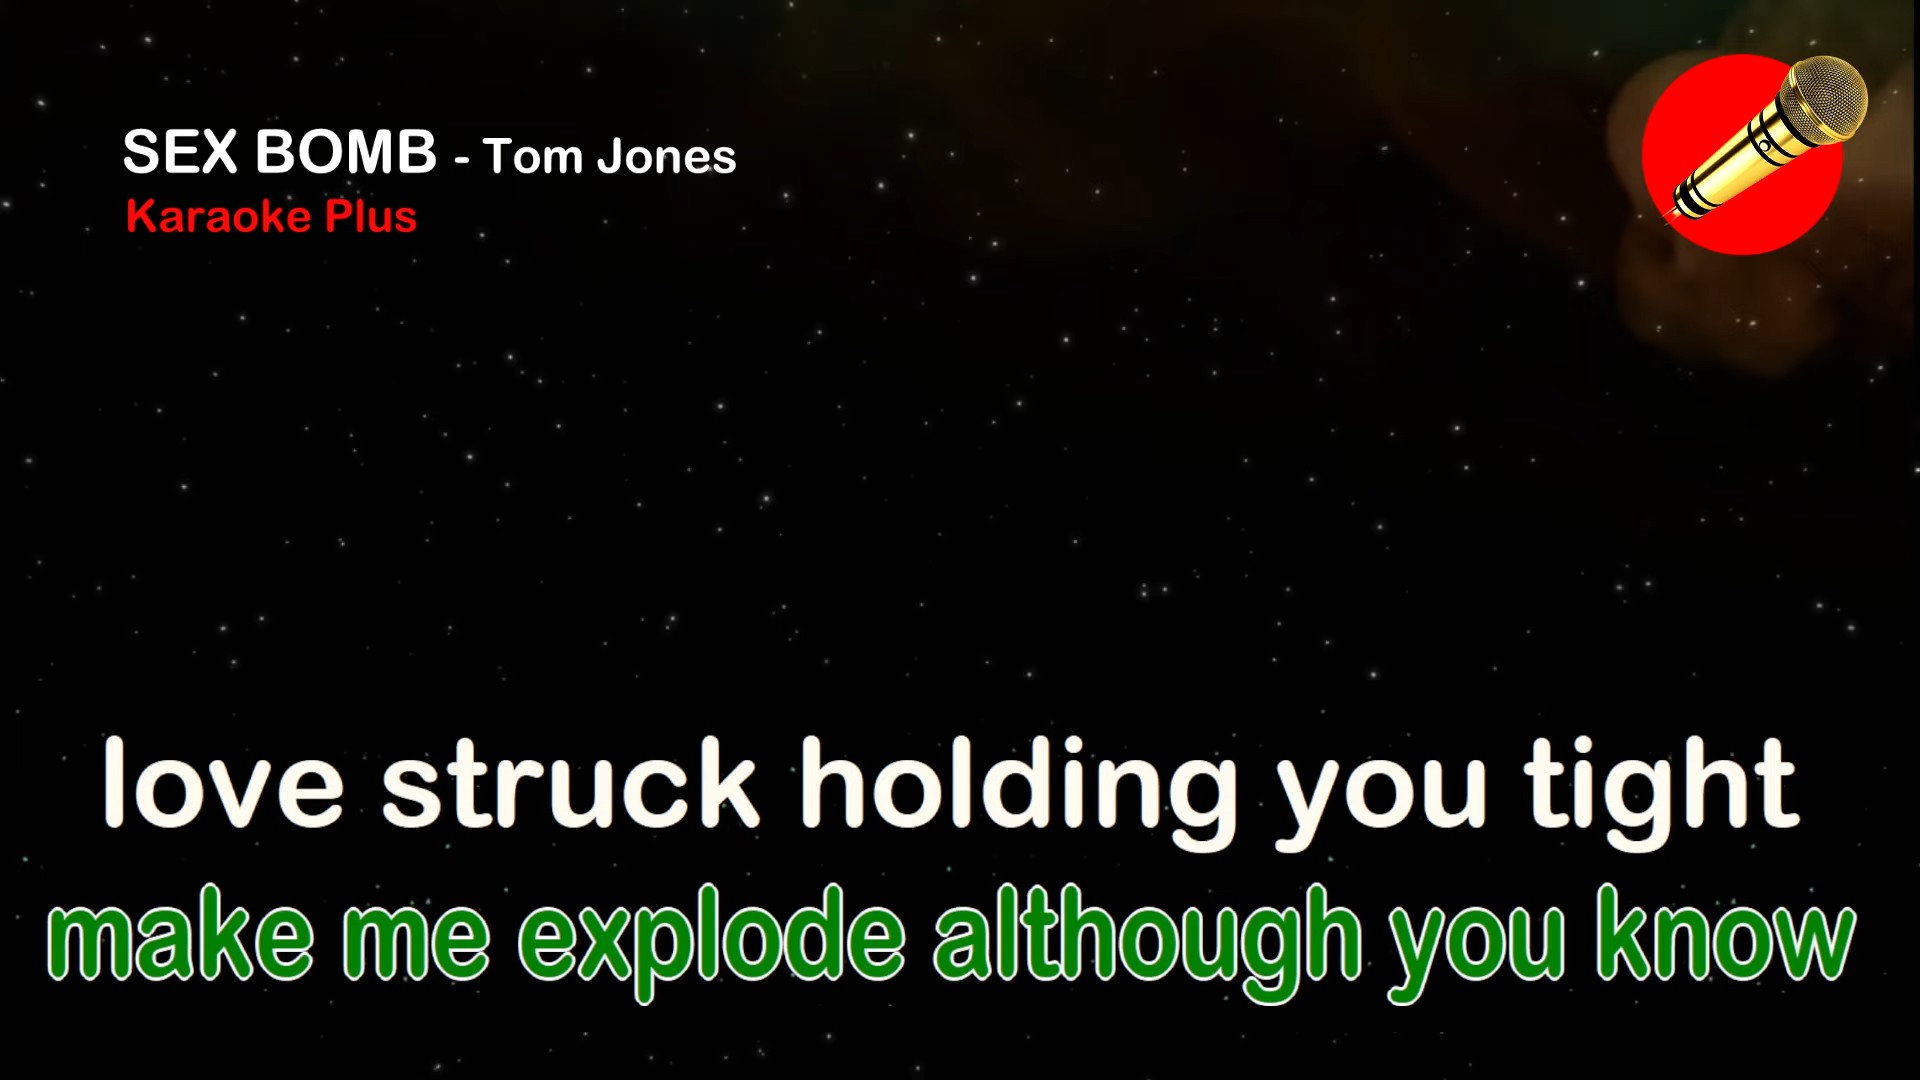 SEX BOMB - Tom Jones
Karaoke Plus
love struck holding you tight
make me explode although you know